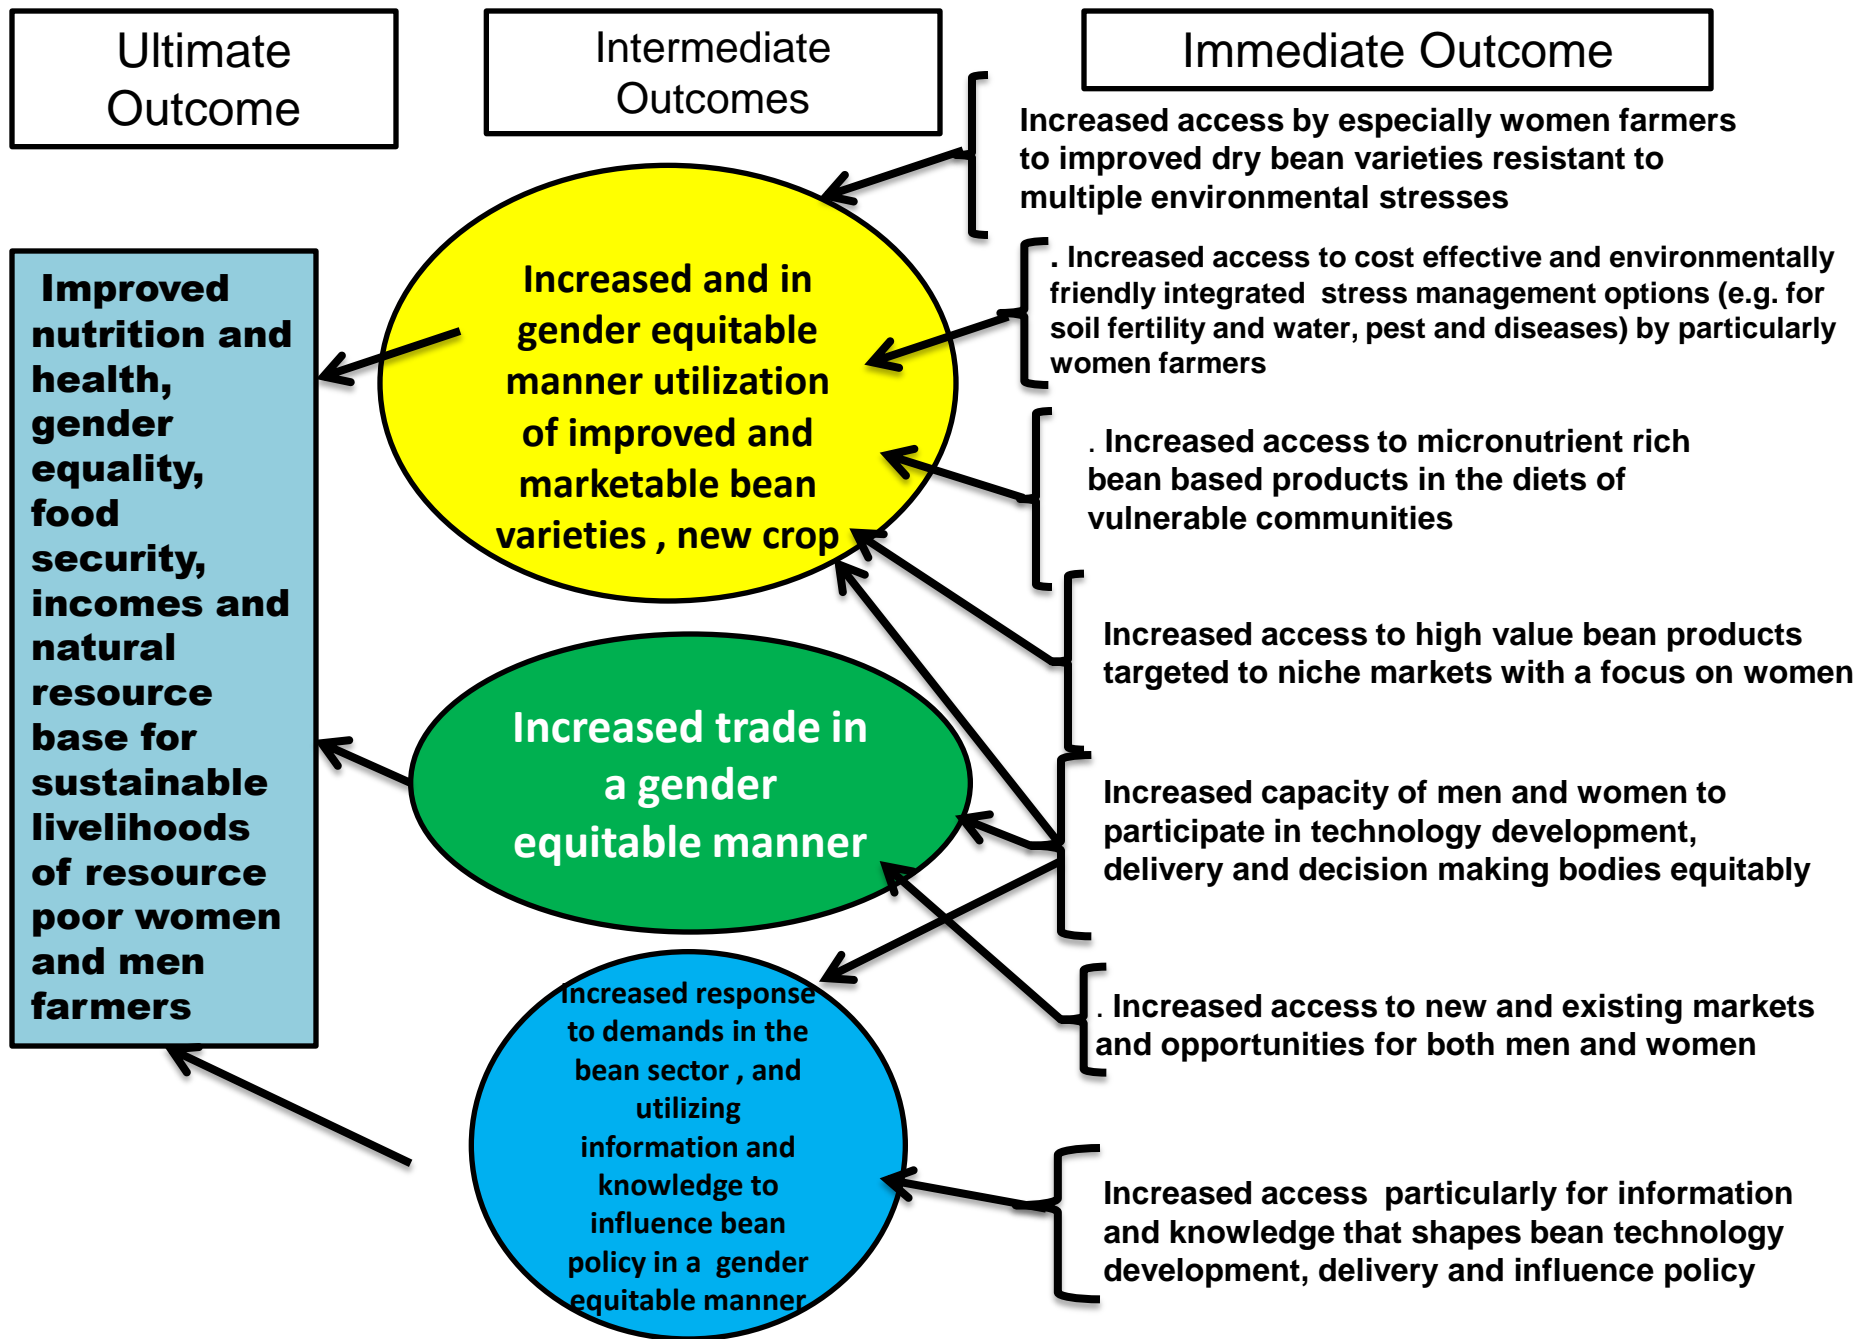 Ultimate
Outcome
Intermediate
Outcomes
Immediate Outcome
Improved
nutrition and
health,
gender
equality,
food
security,
incomes and
natural
resource
base for
sustainable
livelihoods
of resource
poor women
and men
farmers
Increased and in
gender equitable
manner utilization
of improved and
marketable bean
varieties , new crop
Increased trade in
a gender
equitable manner
Increased response
to demands in the
bean sector , and
utilizing
information and
knowledge to
influence bean
policy in a  gender
equitable manner
Increased access by especially women farmers
to improved dry bean varieties resistant to
multiple environmental stresses
. Increased access to cost effective and environmentally
friendly integrated  stress management options (e.g. for
soil fertility and water, pest and diseases) by particularly
women farmers
. Increased access to micronutrient rich
bean based products in the diets of
vulnerable communities
Increased access to high value bean products
targeted to niche markets with a focus on women
Increased capacity of men and women to
participate in technology development,
delivery and decision making bodies equitably
. Increased access to new and existing markets
and opportunities for both men and women
Increased access  particularly for information
and knowledge that shapes bean technology
development, delivery and influence policy